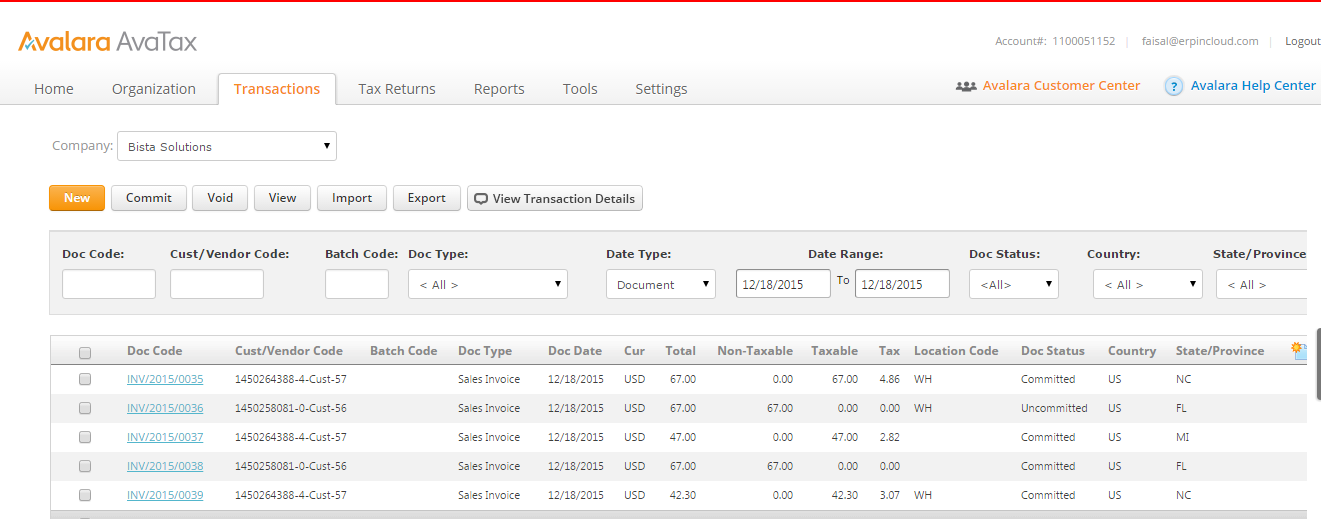 Avalara AvaTax
Account#: 1100051152 | faisal@erpincloud.com | Logout
Home Organization Transactions Tax Returns Reports Tools Settings Avalara Customer Center ? Avalara Help Center
Company: Bista Solutions
New Commit Void View Import Export View Transaction Details
Doc Code: Cust/Vendor Code: Batch Code: Doc Type: Date Type: Date Range: Doc Status: Country: State/Province
< All > Document 12/18/2015 To 12/18/2015 <All> < All > < All >
Doc Code Cust/Vendor Code Batch Code Doc Type Doc Date Cur Total Non-Taxable Taxable Tax Location Code Doc Status Country State/Province
INV/2015/0035 1450264388-4-Cust-57 Sales Invoice 12/18/2015 USD 67.00 0.00 67.00 4.86 WH Committed US NC
INV/2015/0036 1450258081-0-Cust-56 Sales Invoice 12/18/2015 USD 67.00 67.00 0.00 0.00 WH Uncommitted US FL
INV/2015/0037 1450264388-4-Cust-57 Sales Invoice 12/18/2015 USD 47.00 0.00 47.00 2.82 Committed US MI
INV/2015/0038 1450258081-0-Cust-56 Sales Invoice 12/18/2015 USD 67.00 67.00 0.00 0.00 Committed US FL
INV/2015/0039 1450264388-4-Cust-57 Sales Invoice 12/18/2015 USD 42.30 0.00 42.30 3.07 WH Committed US NC